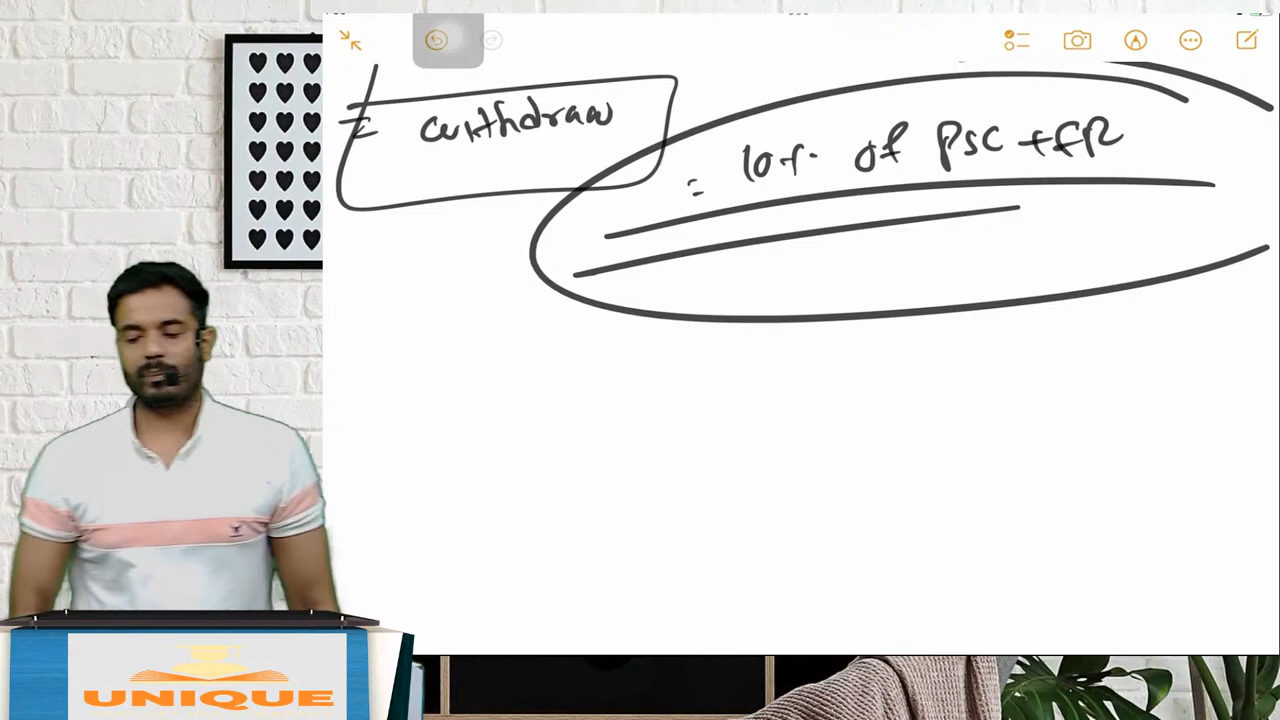 withdraw
= 10%. of PSC + FR
UNIQUE